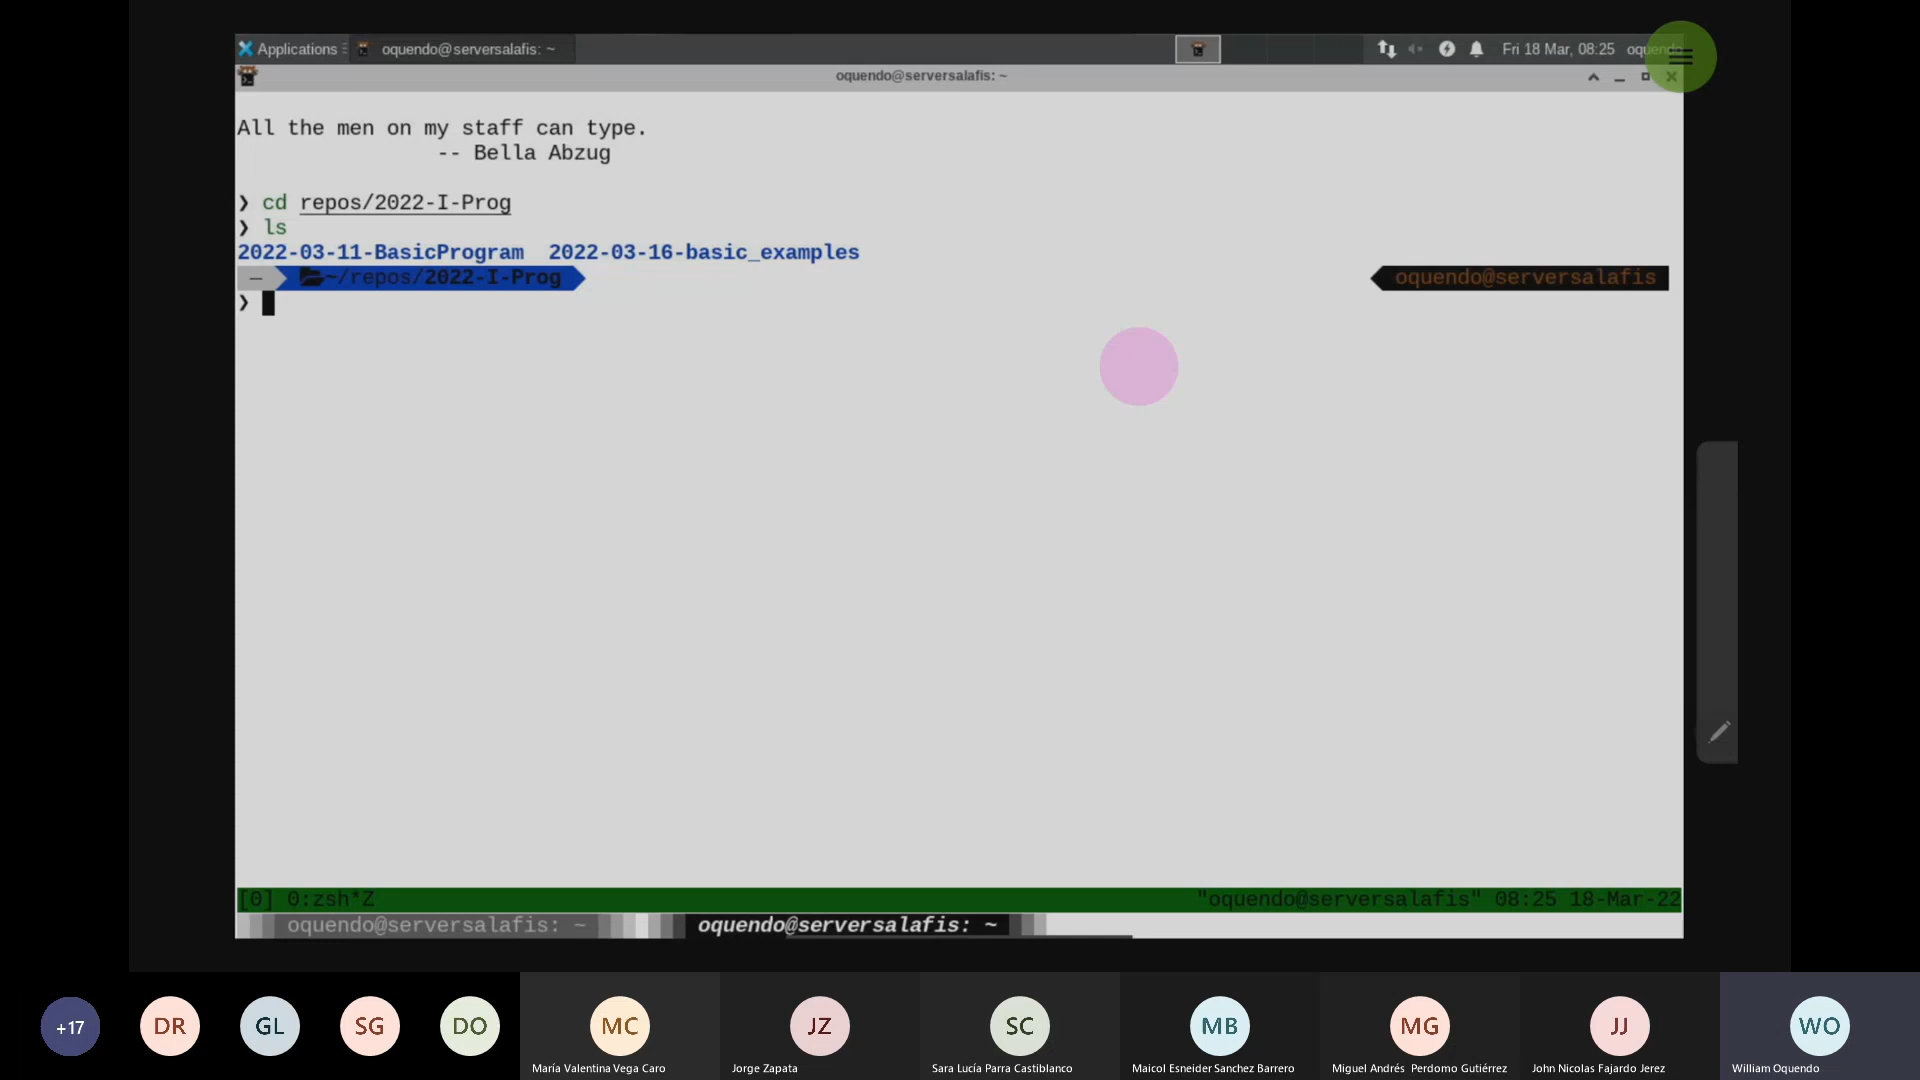 Applications oquendo@serversalafis: ~ Fri 18 Mar, 08:25 oquendo
oquendo@serversalafis: ~
All the men on my staff can type.
-- Bella Abzug
❯ cd repos/2022-I-Prog
❯ ls
2022-03-11-BasicProgram 2022-03-16-basic_examples
~/repos/2022-I-Prog oquendo@serversalafis
❯
[0] 0:zsh*Z "oquendo@serversalafis" 08:25 18-Mar-22
oquendo@serversalafis: ~ oquendo@serversalafis: ~
+17 DR GL SG DO MC JZ SC MB MG JJ WO
María Valentina Vega Caro Jorge Zapata Sara Lucía Parra Castiblanco Maicol Esneider Sanchez Barrero Miguel Andrés Perdomo Gutiérrez John Nicolas Fajardo Jerez William Oquendo